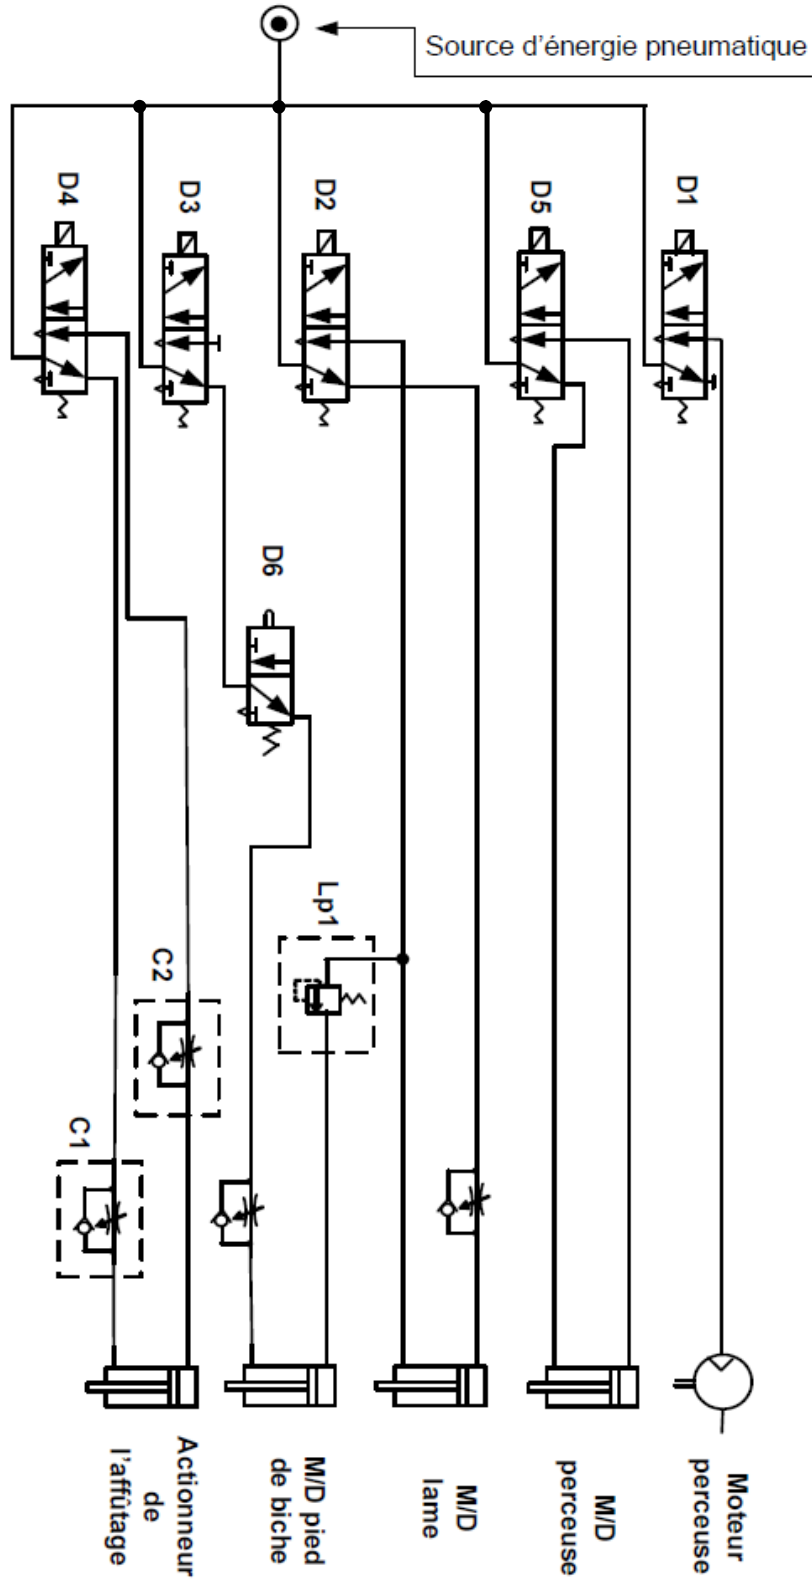 Source d'énergie pneumatique
D4
D3
D2
D5
D1
D6
Lp1
C2
C1
Actionneur
de
l'affûtage
M/D pied
de biche
M/D
lame
M/D
perceuse
Moteur
perceuse